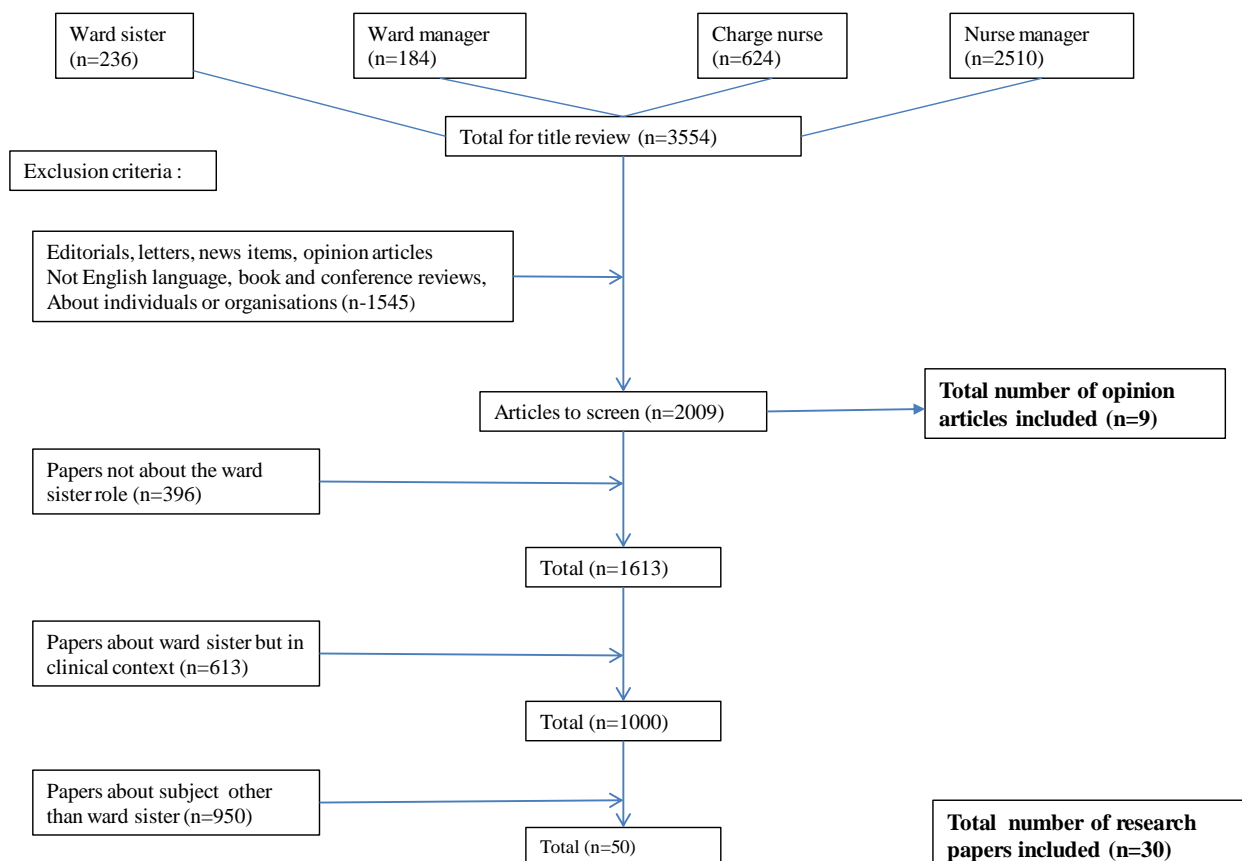 Ward sister
(n=236)
Ward manager
(n=184)
Charge nurse
(n=624)
Nurse manager
(n=2510)
Total for title review (n=3554)
Exclusion criteria :
Editorials, letters, news items, opinion articles
Not English language, book and conference reviews,
About individuals or organisations (n-1545)
Articles to screen (n=2009)
Total number of opinion
articles included (n=9)
Papers not about the ward
sister role (n=396)
Total (n=1613)
Papers about ward sister but in
clinical context (n=613)
Total (n=1000)
Papers about subject other
than ward sister (n=950)
Total (n=50)
Total number of research
papers included (n=30)